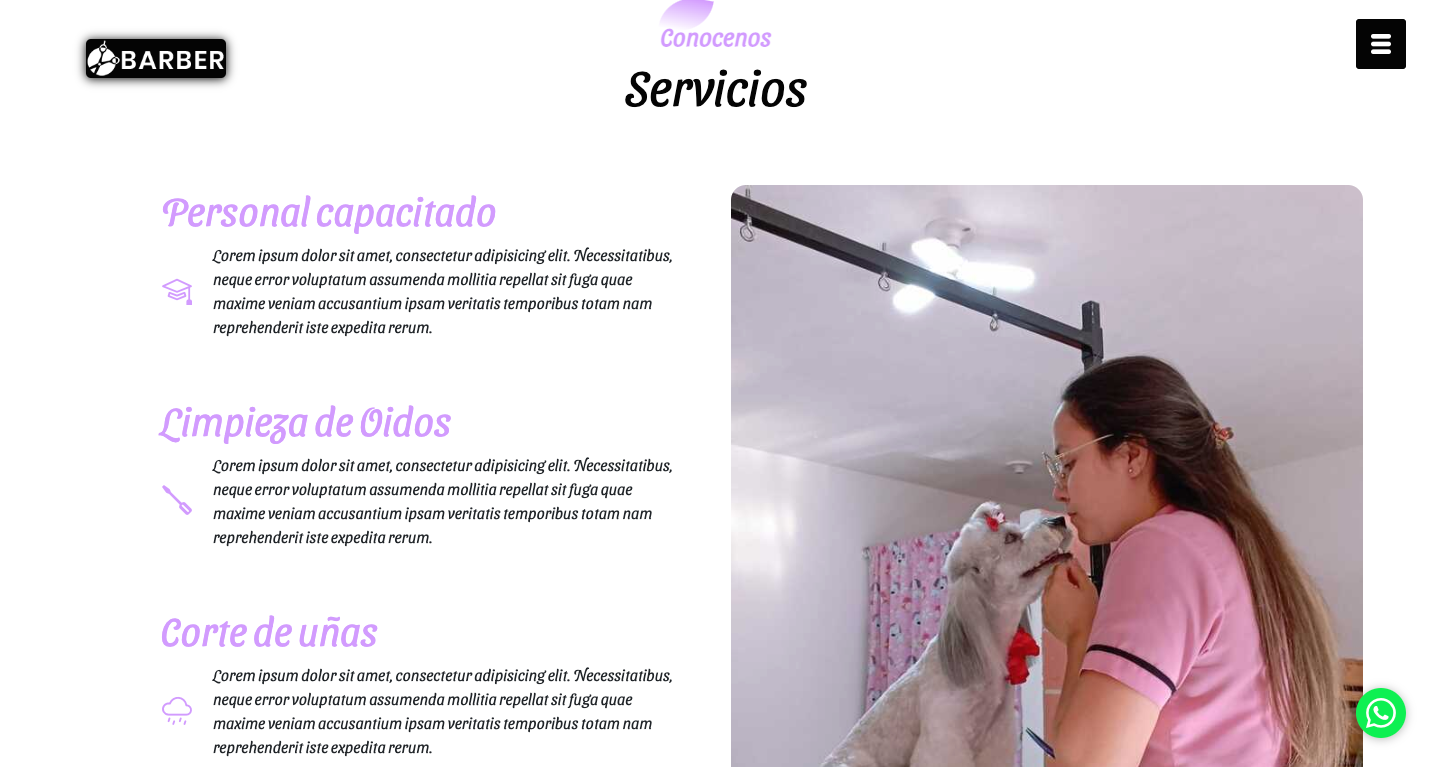 BARBER
Conocenos
Servicios
Personal capacitado
Lorem ipsum dolor sit amet, consectetur adipisicing elit. Necessitatibus,
neque error voluptatum assumenda mollitia repellat sit fuga quae
maxime veniam accusantium ipsam veritatis temporibus totam nam
reprehenderit iste expedita rerum.
Limpieza de Oidos
Lorem ipsum dolor sit amet, consectetur adipisicing elit. Necessitatibus,
neque error voluptatum assumenda mollitia repellat sit fuga quae
maxime veniam accusantium ipsam veritatis temporibus totam nam
reprehenderit iste expedita rerum.
Corte de uñas
Lorem ipsum dolor sit amet, consectetur adipisicing elit. Necessitatibus,
neque error voluptatum assumenda mollitia repellat sit fuga quae
maxime veniam accusantium ipsam veritatis temporibus totam nam
reprehenderit iste expedita rerum.